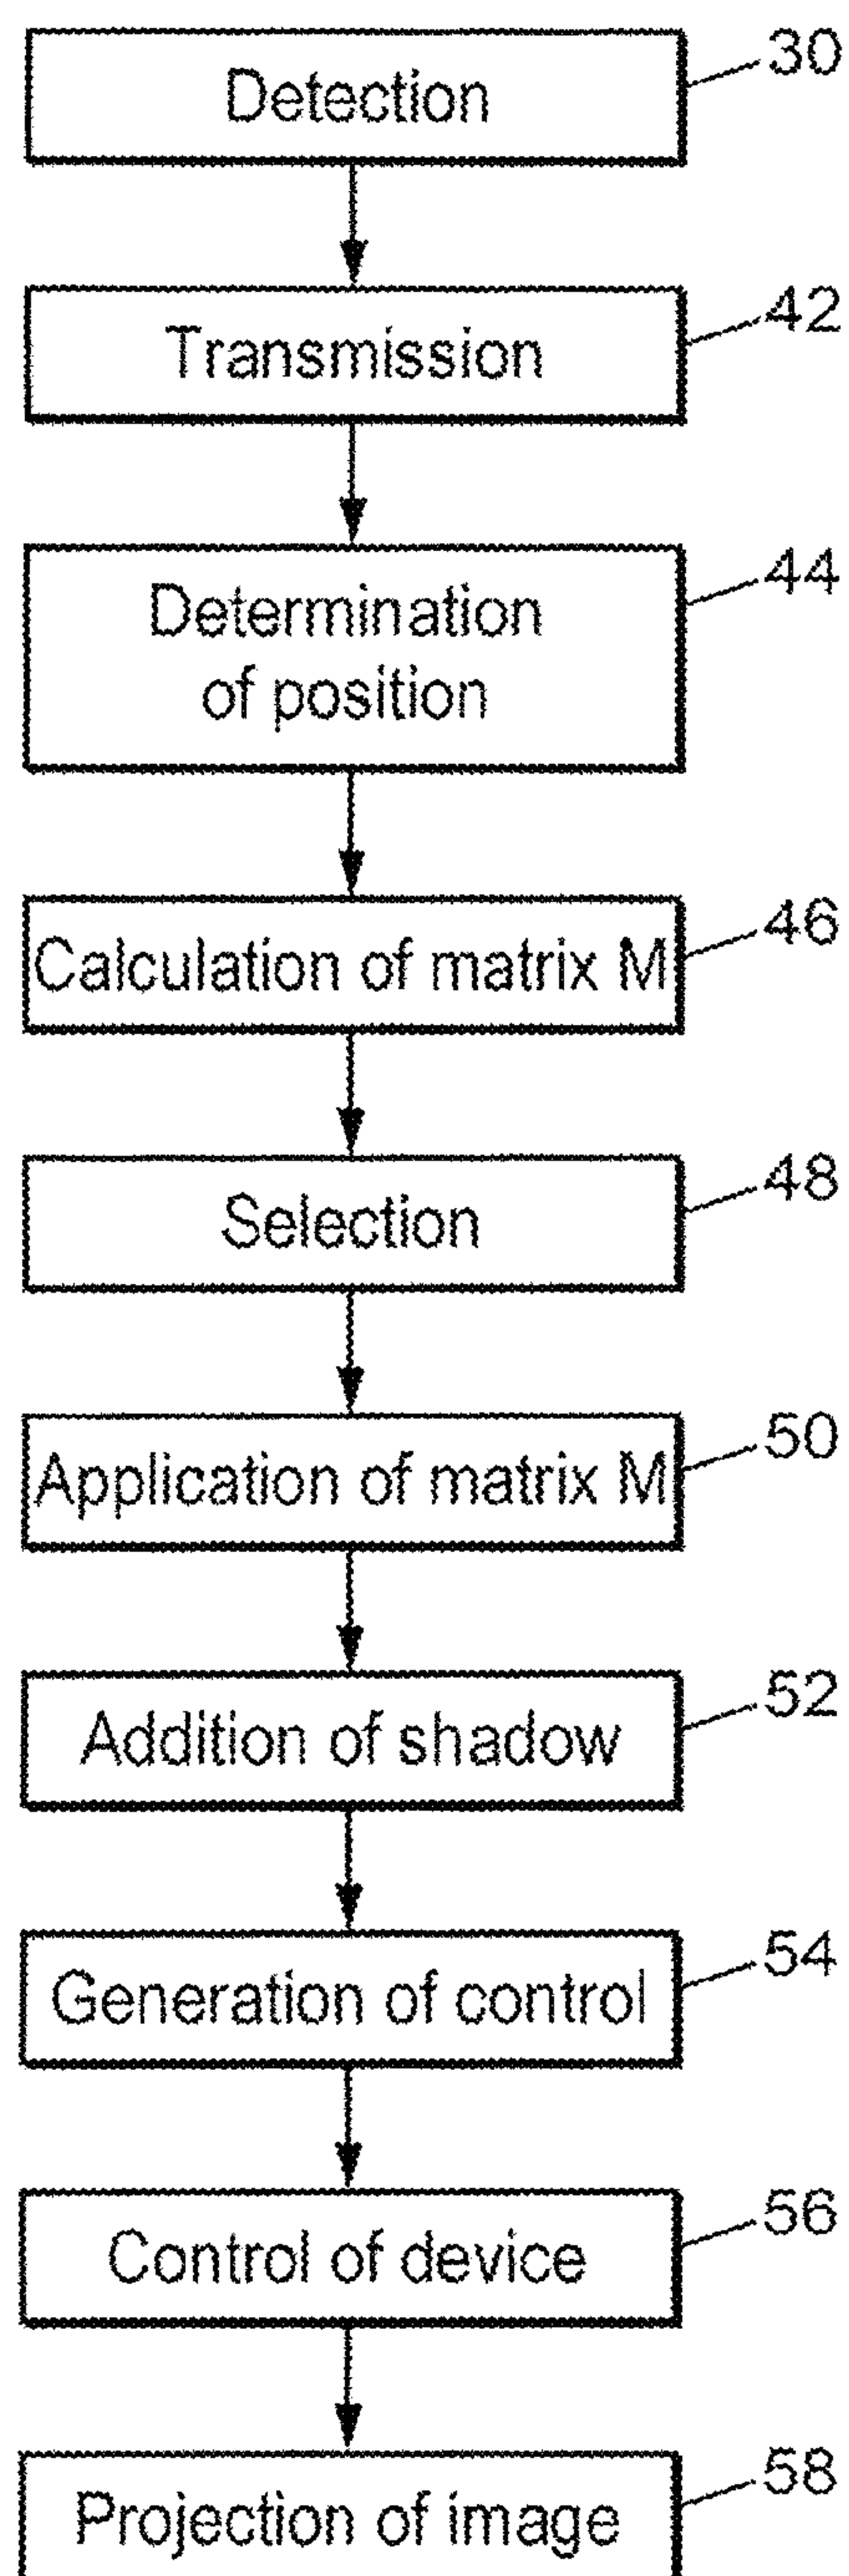 Detection
30
Transmission
42
Determination
of position
44
Calculation of matrix M
46
Selection
48
Application of matrix M
50
Addition of shadow
52
Generation of control
54
Control of device
56
Projection of image
58